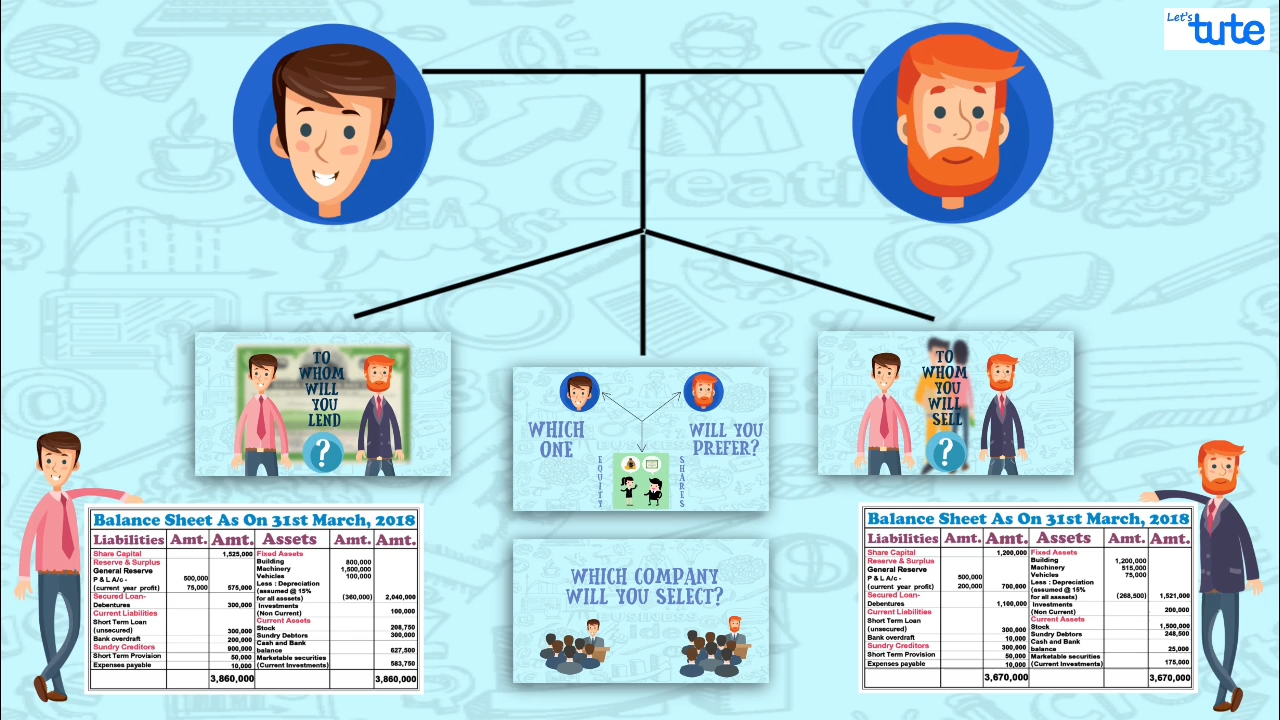 Let's
tute
IDEA
Creati
TO
WHOM
WILL
YOU
LEND
?
WHICH
ONE
WILL YOU
PREFER?
EQUITY
SHARES
TO
WHOM
YOU
WILL
SELL
?
WHICH COMPANY
WILL YOU SELECT?
Balance Sheet As On 31st March, 2018
Liabilities Amt. Amt. Assets Amt. Amt.
Share Capital 1,525,000 Fixed Assets
Reserve & Surplus Building 800,000
General Reserve Machinery 1,500,000
P & L A/c - 500,000 Vehicles 100,000
(current year profit) 75,000 575,000 Less : Depreciation
(assumed @ 15%
Secured Loan- for all asssets) (360,000) 2,040,000
Debentures 300,000 Investments
Current Liabilities (Non Current) 100,000
Short Term Loan Current Assets
(unsecured) 300,000 Stock 208,750
Bank overdraft 200,000 Sundry Debtors 300,000
Sundry Creditors 900,000 Cash and Bank
Short Term Provision 50,000 balance 627,500
Expenses payable 10,000 Marketable securities
(Current Investments) 583,750
3,860,000 3,860,000
Balance Sheet As On 31st March, 2018
Liabilities Amt. Amt. Assets Amt. Amt.
Share Capital 1,200,000 Fixed Assets
Reserve & Surplus Building 1,200,000
General Reserve Machinery 515,000
P & L A/c - 500,000 Vehicles 75,000
(current year profit) 200,000 700,000 Less : Depreciation
(assumed @ 15%
Secured Loan- for all asssets) (268,500) 1,521,000
Debentures 1,100,000 Investments
Current Liabilities (Non Current) 200,000
Short Term Loan Current Assets
(unsecured) 300,000 Stock 1,500,000
Bank overdraft 10,000 Sundry Debtors 248,500
Sundry Creditors 300,000 Cash and Bank
Short Term Provision 50,000 balance 25,000
Expenses payable 10,000 Marketable securities
(Current Investments) 175,000
3,670,000 3,670,000